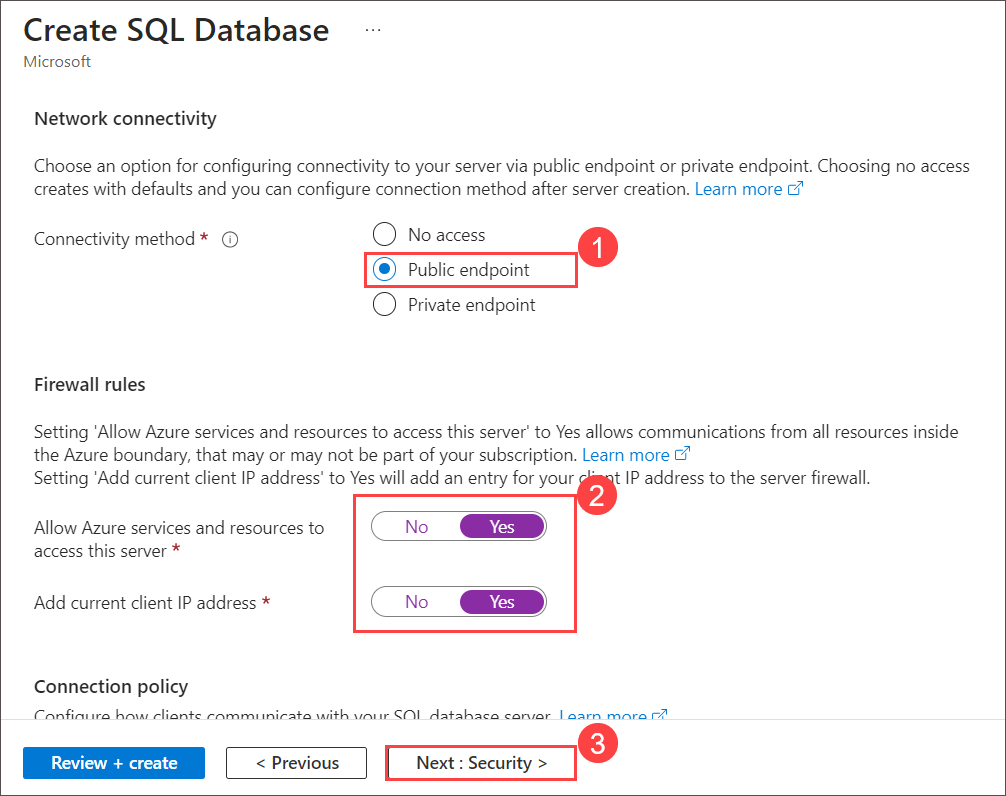 Create SQL Database ...
Microsoft
Network connectivity
Choose an option for configuring connectivity to your server via public endpoint or private endpoint. Choosing no access
creates with defaults and you can configure connection method after server creation. Learn more
Connectivity method *
No access
1
Public endpoint
Private endpoint
Firewall rules
Setting 'Allow Azure services and resources to access this server' to Yes allows communications from all resources inside
the Azure boundary, that may or may not be part of your subscription. Learn more
Setting 'Add current client IP address' to Yes will add an entry for your client IP address to the server firewall.
2
Allow Azure services and resources to
access this server *
No Yes
Add current client IP address *
No Yes
Connection policy
Configure how clients communicate with your SQL database server. Learn more
3
Review + create
< Previous
Next : Security >